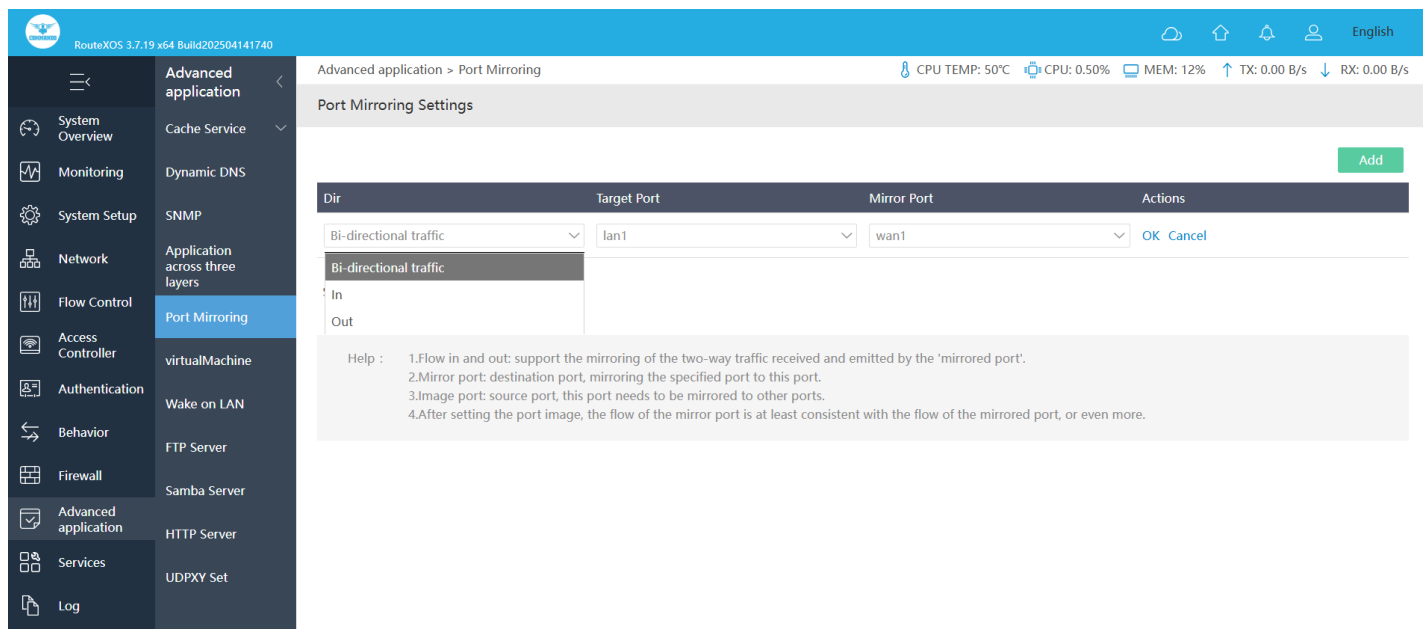 COMMANDO
RouteXOS 3.7.19 x64 Build202504141740
English
Advanced application
Advanced application > Port Mirroring
CPU TEMP: 50℃ CPU: 0.50% MEM: 12% TX: 0.00 B/s RX: 0.00 B/s
System Overview
Monitoring
System Setup
Network
Flow Control
Access Controller
Authentication
Behavior
Firewall
Advanced application
Services
Log
Cache Service
Dynamic DNS
SNMP
Application across three layers
Port Mirroring
virtualMachine
Wake on LAN
FTP Server
Samba Server
HTTP Server
UDPXY Set
Port Mirroring Settings
Add
Dir Target Port Mirror Port Actions
Bi-directional traffic lan1 wan1 OK Cancel
Bi-directional traffic
In
Out
Help : 1.Flow in and out: support the mirroring of the two-way traffic received and emitted by the 'mirrored port'.
2.Mirror port: destination port, mirroring the specified port to this port.
3.Image port: source port, this port needs to be mirrored to other ports.
4.After setting the port image, the flow of the mirror port is at least consistent with the flow of the mirrored port, or even more.